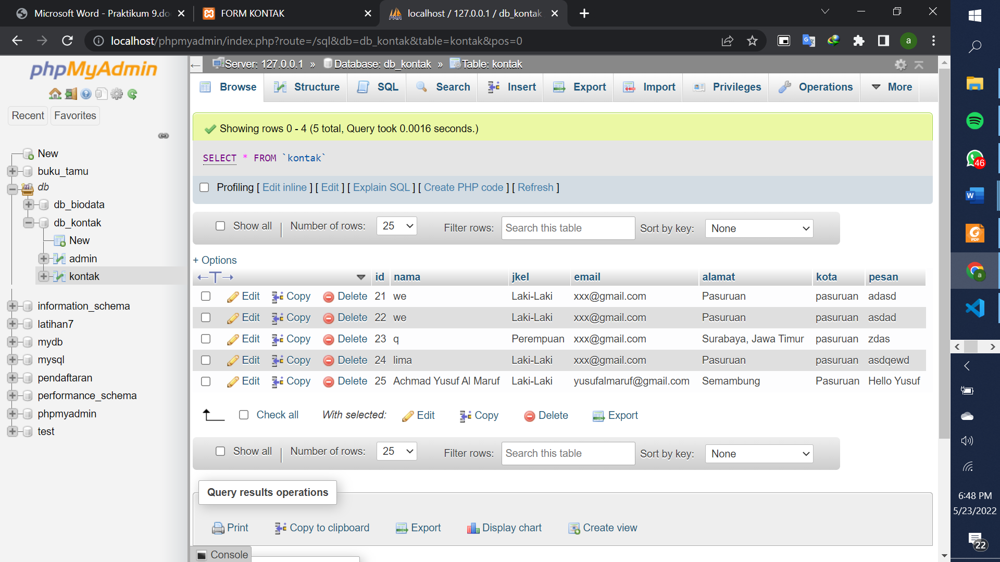 Microsoft Word - Praktikum 9.do
FORM KONTAK
localhost / 127.0.0.1 / db_kontak
localhost/phpmyadmin/index.php?route=/sql&db=db_kontak&table=kontak&pos=0
a
phpMyAdmin
Recent
Favorites
New
buku_tamu
db
db_biodata
db_kontak
New
admin
kontak
information_schema
latihan7
mydb
mysql
pendaftaran
performance_schema
phpmyadmin
test
Server: 127.0.0.1 » Database: db_kontak » Table: kontak
Browse Structure SQL Search Insert Export Import Privileges Operations More
Showing rows 0 - 4 (5 total, Query took 0.0016 seconds.)
SELECT * FROM `kontak`
Profiling [ Edit inline ] [ Edit ] [ Explain SQL ] [ Create PHP code ] [ Refresh ]
Show all | Number of rows: 25 Filter rows: Search this table Sort by key: None
+ Options
←T→ id nama jkel email alamat kota pesan
Edit Copy Delete 21 we Laki-Laki xxx@gmail.com Pasuruan pasuruan adasd
Edit Copy Delete 22 we Laki-Laki xxx@gmail.com Pasuruan pasuruan asdad
Edit Copy Delete 23 q Perempuan xxx@gmail.com Surabaya, Jawa Timur pasuruan zdas
Edit Copy Delete 24 lima Laki-Laki xxx@gmail.com Pasuruan pasuruan asdqewd
Edit Copy Delete 25 Achmad Yusuf Al Maruf Laki-Laki yusufalmaruf@gmail.com Semambung Pasuruan Hello Yusuf
Check all With selected: Edit Copy Delete Export
Show all | Number of rows: 25 Filter rows: Search this table Sort by key: None
Query results operations
Print Copy to clipboard Export Display chart Create view
Console
46
W
PDF
a
6:48 PM
5/23/2022
22